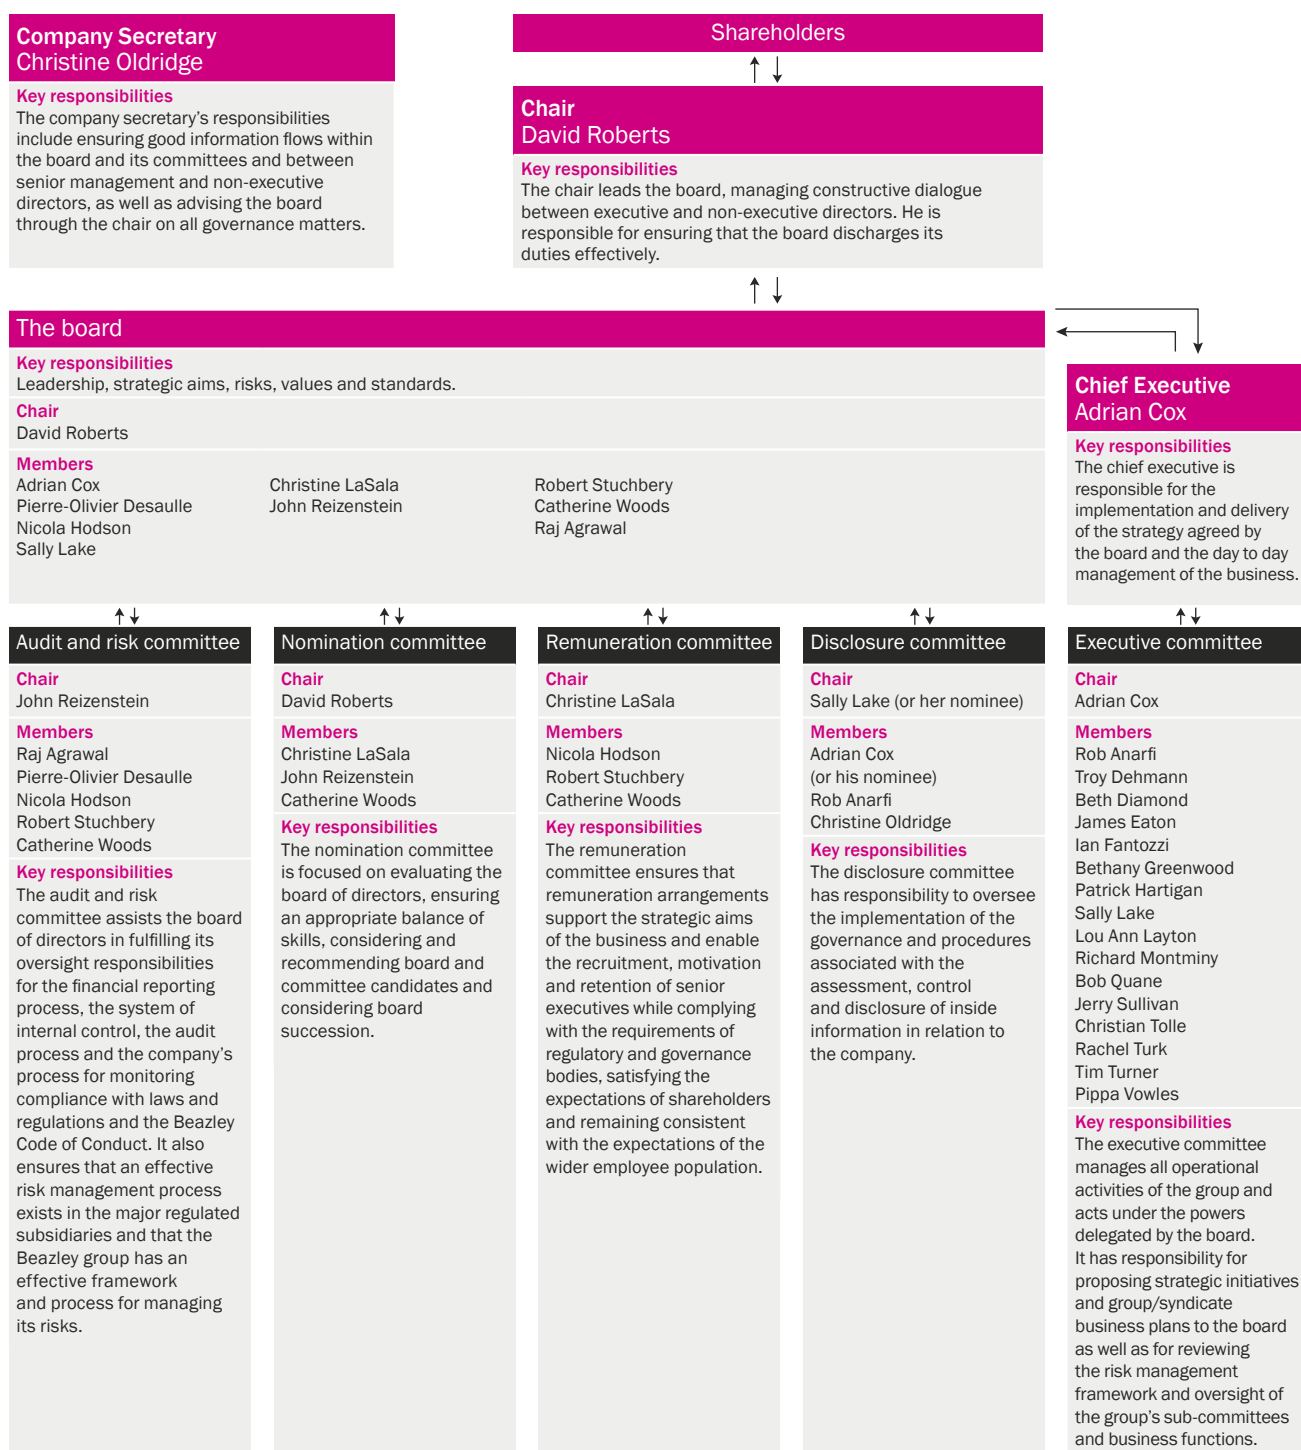 Company Secretary
Christine Oldridge
Key responsibilities
The company secretary's responsibilities
include ensuring good information flows within
the board and its committees and between
senior management and non-executive
directors, as well as advising the board
through the chair on all governance matters.
Shareholders
Chair
David Roberts
Key responsibilities
The chair leads the board, managing constructive dialogue
between executive and non-executive directors. He is
responsible for ensuring that the board discharges its
duties effectively.
The board
Key responsibilities
Leadership, strategic aims, risks, values and standards.
Chair
David Roberts
Members
Adrian Cox
Pierre-Olivier Desaulle
Nicola Hodson
Sally Lake
Christine LaSala
John Reizenstein
Robert Stuchbery
Catherine Woods
Raj Agrawal
Chief Executive
Adrian Cox
Key responsibilities
The chief executive is
responsible for the
implementation and delivery
of the strategy agreed by
the board and the day to day
management of the business.
Audit and risk committee
Chair
John Reizenstein
Members
Raj Agrawal
Pierre-Olivier Desaulle
Nicola Hodson
Robert Stuchbery
Catherine Woods
Key responsibilities
The audit and risk
committee assists the board
of directors in fulfilling its
oversight responsibilities
for the financial reporting
process, the system of
internal control, the audit
process and the company's
process for monitoring
compliance with laws and
regulations and the Beazley
Code of Conduct. It also
ensures that an effective
risk management process
exists in the major regulated
subsidiaries and that the
Beazley group has an
effective framework
and process for managing
its risks.
Nomination committee
Chair
David Roberts
Members
Christine LaSala
John Reizenstein
Catherine Woods
Key responsibilities
The nomination committee
is focused on evaluating the
board of directors, ensuring
an appropriate balance of
skills, considering and
recommending board and
committee candidates and
considering board
succession.
Remuneration committee
Chair
Christine LaSala
Members
Nicola Hodson
Robert Stuchbery
Catherine Woods
Key responsibilities
The remuneration
committee ensures that
remuneration arrangements
support the strategic aims
of the business and enable
the recruitment, motivation
and retention of senior
executives while complying
with the requirements of
regulatory and governance
bodies, satisfying the
expectations of shareholders
and remaining consistent
with the expectations of the
wider employee population.
Disclosure committee
Chair
Sally Lake (or her nominee)
Members
Adrian Cox
(or his nominee)
Rob Anarfi
Christine Oldridge
Key responsibilities
The disclosure committee
has responsibility to oversee
the implementation of the
governance and procedures
associated with the
assessment, control
and disclosure of inside
information in relation to
the company.
Executive committee
Chair
Adrian Cox
Members
Rob Anarfi
Troy Dehmann
Beth Diamond
James Eaton
Ian Fantozzi
Bethany Greenwood
Patrick Hartigan
Sally Lake
Lou Ann Layton
Richard Montminy
Bob Quane
Jerry Sullivan
Christian Tolle
Rachel Turk
Tim Turner
Pippa Vowles
Key responsibilities
The executive committee
manages all operational
activities of the group and
acts under the powers
delegated by the board.
It has responsibility for
proposing strategic initiatives
and group/syndicate
business plans to the board
as well as for reviewing
the risk management
framework and oversight of
the group's sub-committees
and business functions.